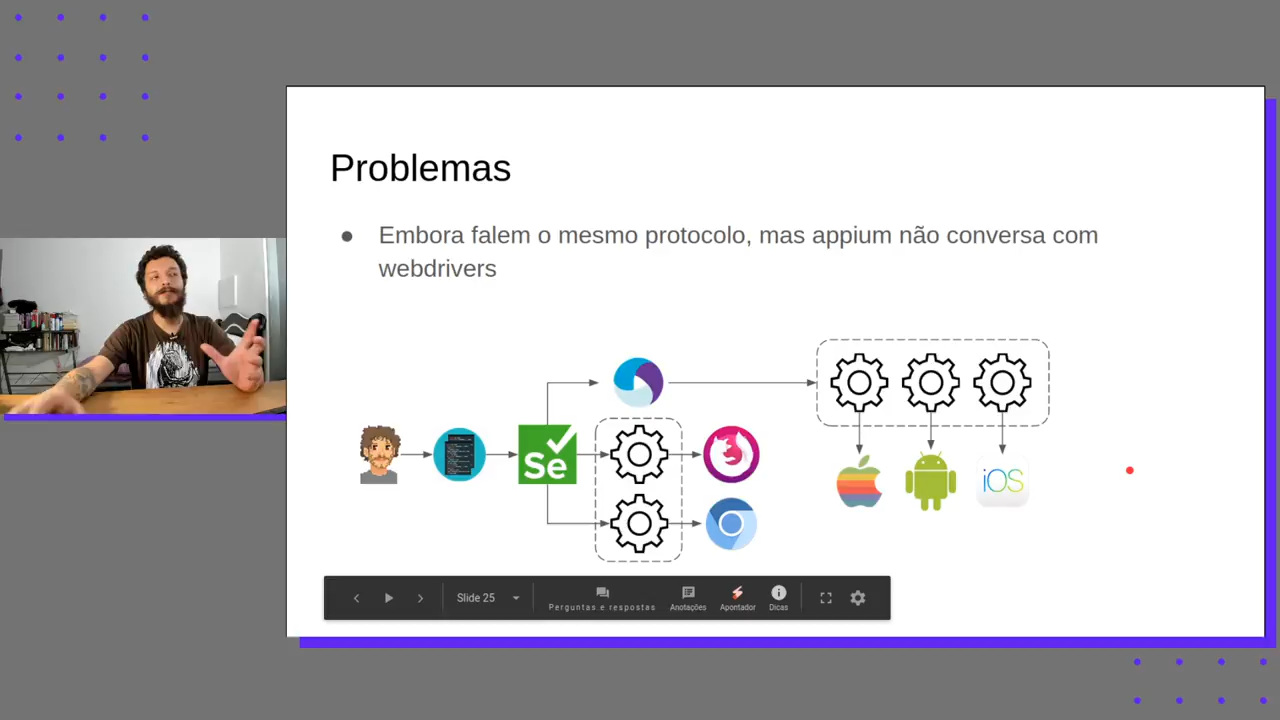 Problemas
● Embora falem o mesmo protocolo, mas appium não conversa com
webdrivers
Se
iOS
Slide 25
Perguntas e respostas
Anotações
Apontador
Dicas